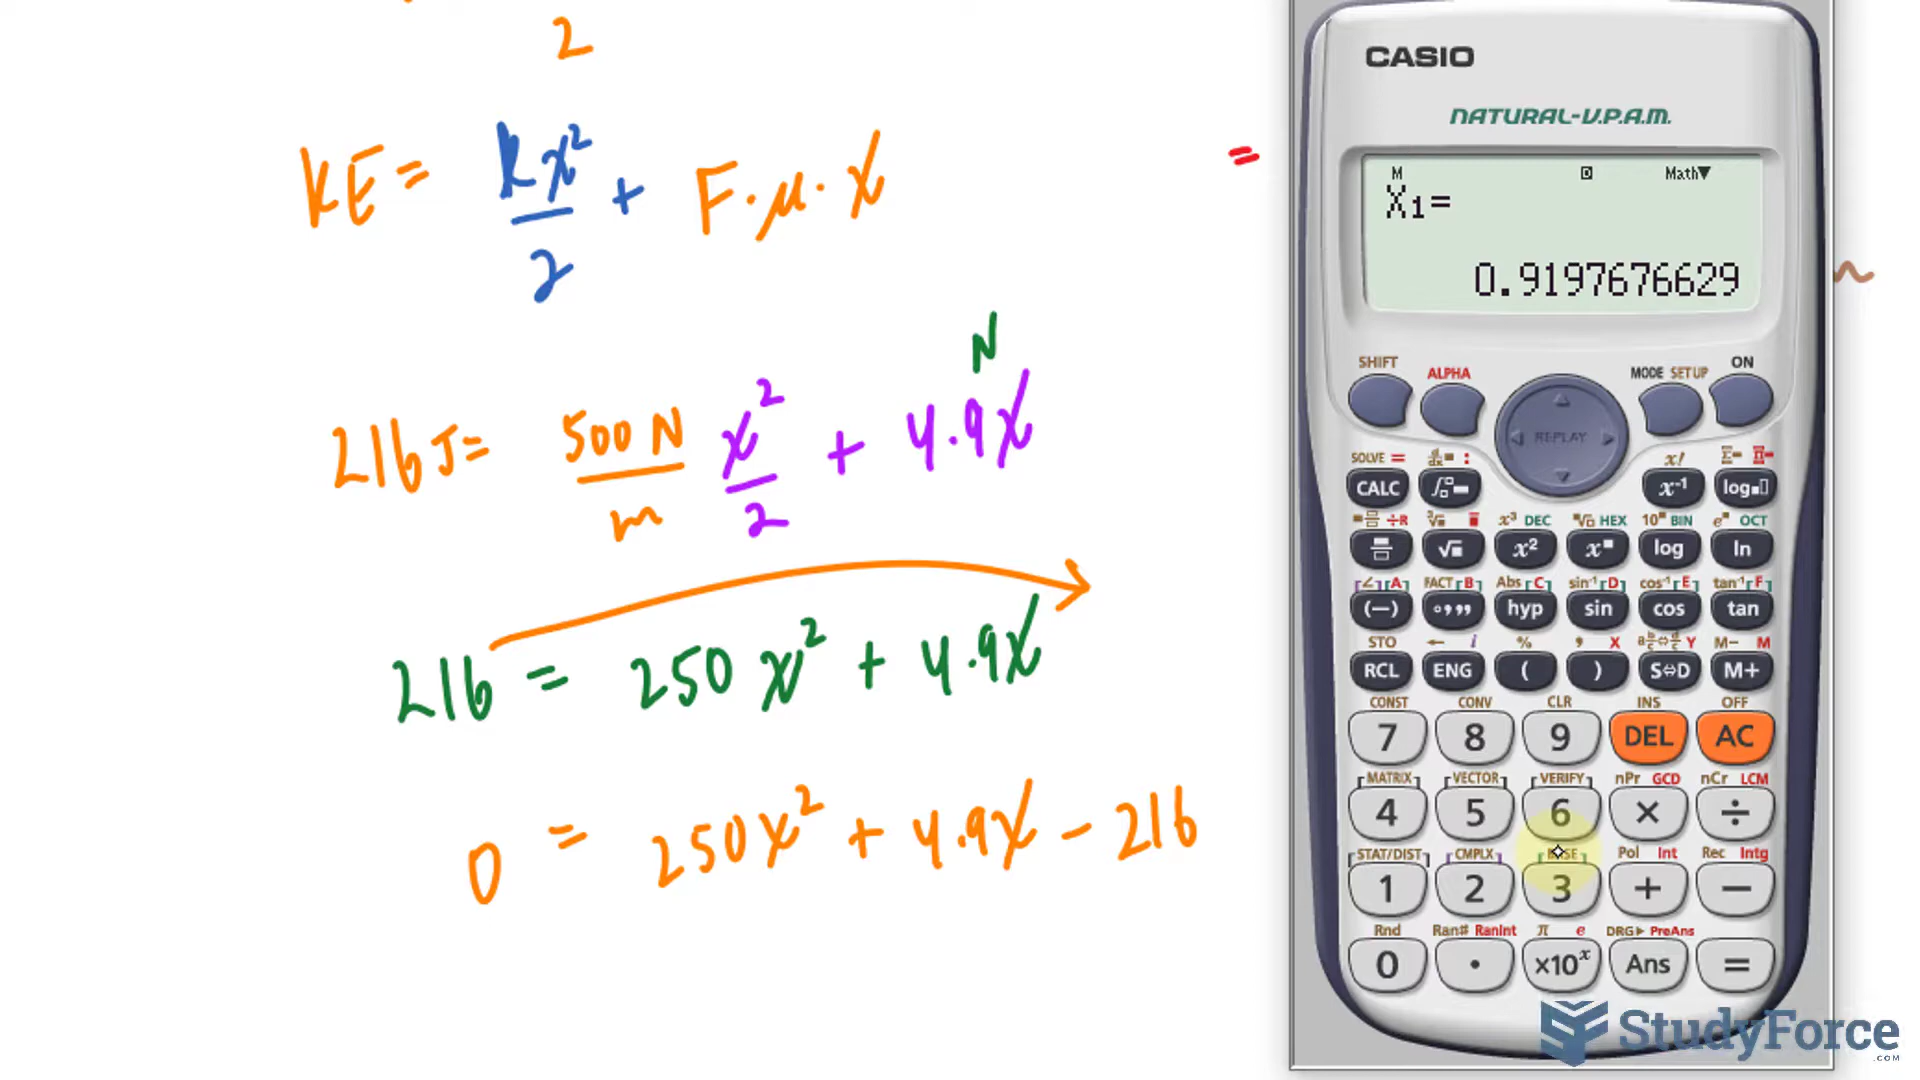 2
KE = kx²/2 + F·μ·x
=
N
216 J = 500 N/m x²/2 + 4.9x
216 = 250x² + 4.9x
0 = 250x² + 4.9x - 216
CASIO
NATURAL-V.P.A.M.
M D Math▼
X₁=
0.9197676629
SHIFT ALPHA MODE SETUP ON
REPLAY
SOLVE = d/dx : x! Σ- Π-
CALC ∫ x⁻¹ log
÷R ³√ x³ DEC HEX 10 BIN e OCT
√ x² x log ln
∠ A FACT B Abs C sin⁻¹ D cos⁻¹ E tan⁻¹ F
(−) hyp sin cos tan
STO ← i % , X Y M− M
RCL ENG ( ) S⇔D M+
CONST CONV CLR INS OFF
7 8 9 DEL AC
MATRIX VECTOR VERIFY nPr GCD nCr LCM
4 5 6 × ÷
STAT/DIST CMPLX BASE Pol Int Rec Intg
1 2 3 + −
Rnd Ran# RanInt π e DRG▶ PreAns
0 · ×10ˣ Ans =
StudyForce
.COM